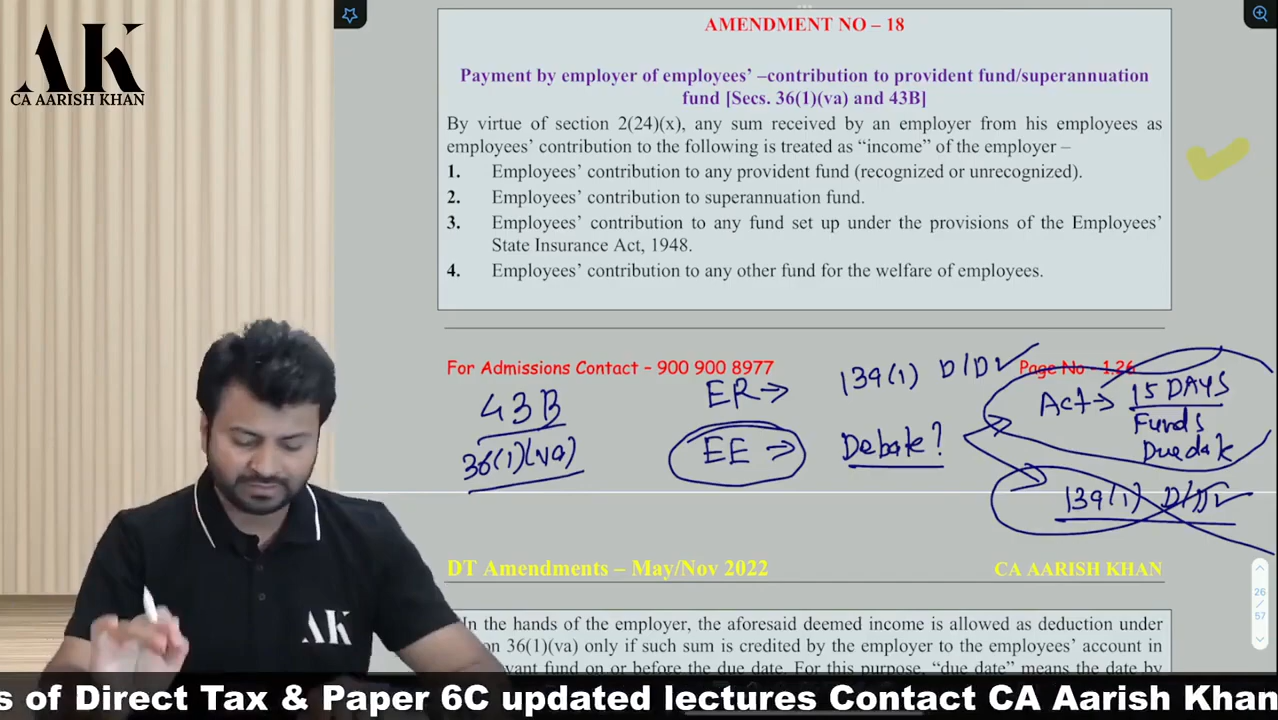 AK
CA AARISH KHAN
AMENDMENT NO – 18
Payment by employer of employees' –contribution to provident fund/superannuation
fund [Secs. 36(1)(va) and 43B]
By virtue of section 2(24)(x), any sum received by an employer from his employees as
employees' contribution to the following is treated as “income” of the employer –
1. Employees' contribution to any provident fund (recognized or unrecognized).
2. Employees' contribution to superannuation fund.
3. Employees' contribution to any fund set up under the provisions of the Employees'
State Insurance Act, 1948.
4. Employees' contribution to any other fund for the welfare of employees.
For Admissions Contact – 900 900 8977
Page No - 1.26
43B
36(1)(va)
ER → 139(1) D/D✓
EE ⇒ Debate?
Act → 15 DAYS
Funds
Duedate
139(1) D/D✓
DT Amendments – May/Nov 2022
CA AARISH KHAN
26
/
57
AK
In the hands of the employer, the aforesaid deemed income is allowed as deduction under
on 36(1)(va) only if such sum is credited by the employer to the employees' account in
vant fund on or before the due date. For this purpose, “due date” means the date by
s of Direct Tax & Paper 6C updated lectures Contact CA Aarish Khan